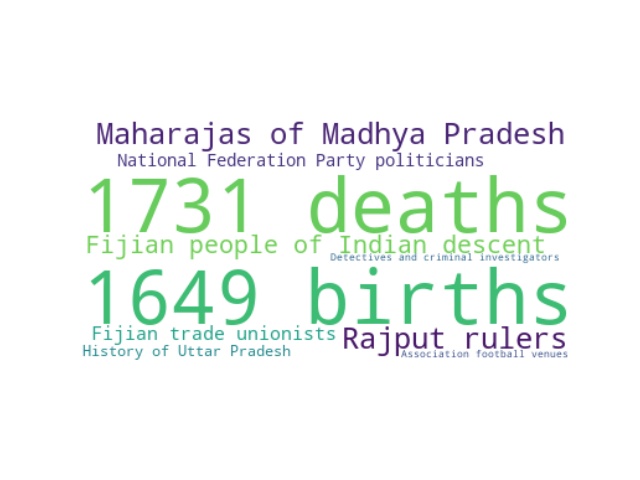 Maharajas of Madhya Pradesh
National Federation Party politicians
1731 deaths
Fijian people of Indian descent
Detectives and criminal investigators
1649 births
Fijian trade unionists
Rajput rulers
History of Uttar Pradesh
Association football venues